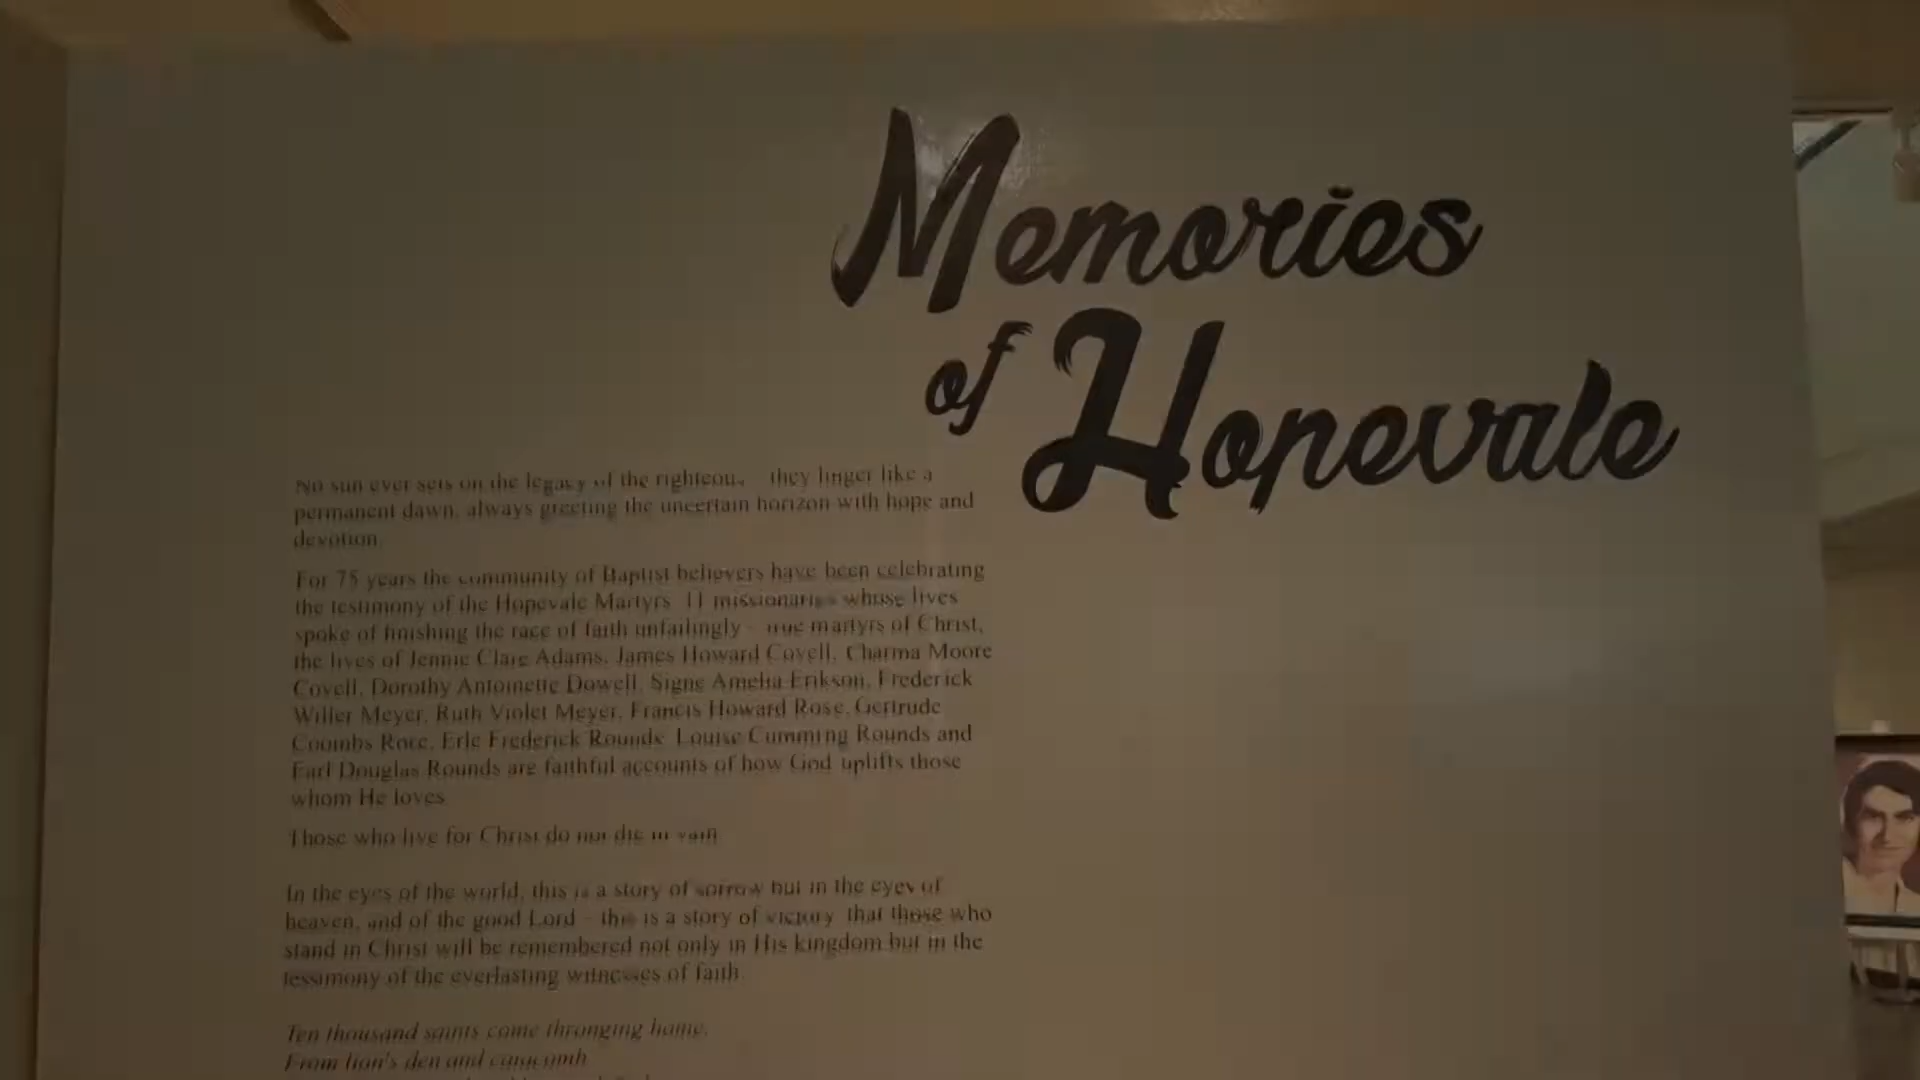 Memories
of Hopevale
No sun ever sets on the legacy of the righteous they linger like a
permanent dawn, always greeting the uncertain horizon with hope and
devotion.
For 75 years the community of Baptist believers have been celebrating
the testimony of the Hopevale Martyrs 11 missionaries whose lives
spoke of finishing the race of faith unfailingly - true martyrs of Christ,
the lives of Jennie Clare Adams, James Howard Covell, Charma Moore
Covell, Dorothy Antoinette Dowell, Signe Amelia Erikson, Frederick
Willer Meyer, Ruth Violet Meyer, Francis Howard Rose, Gertrude
Coombs Rose, Erle Frederick Rounds, Louise Cumming Rounds and
Earl Douglas Rounds are faithful accounts of how God uplifts those
whom He loves
Those who live for Christ do not die in vain
In the eyes of the world, this is a story of sorrow but in the eyes of
heaven, and of the good Lord - this is a story of victory that those who
stand in Christ will be remembered not only in His kingdom but in the
testimony of the everlasting witnesses of faith
Ten thousand saints come thronging home,
From lion's den and catacomb